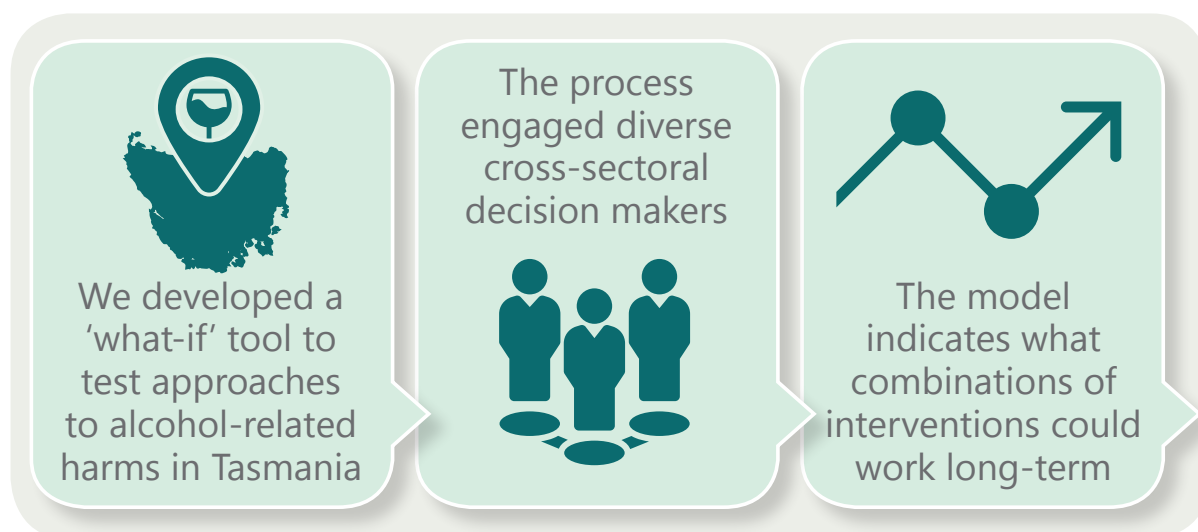 We developed a
‘what-if’ tool to
test approaches
to alcohol-related
harms in Tasmania
The process
engaged diverse
cross-sectoral
decision makers
The model
indicates what
combinations of
interventions could
work long-term